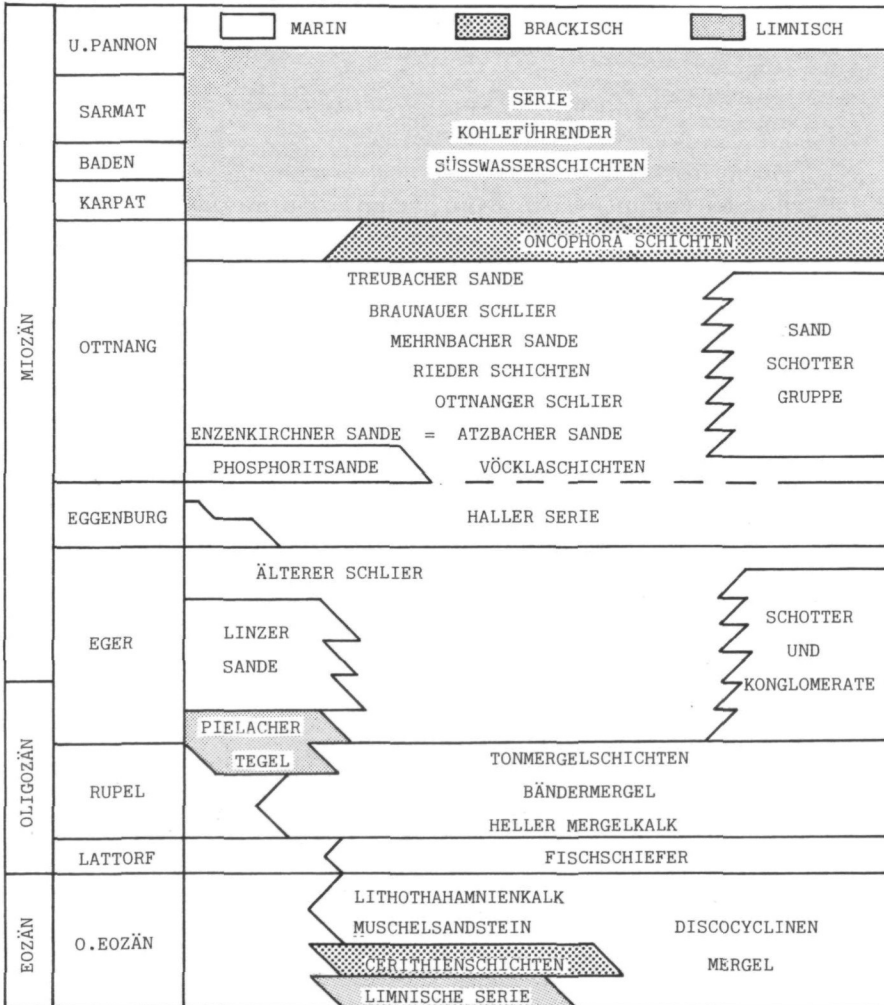 MARIN BRACKISCH LIMNISCH
U.PANNON
SARMAT
BADEN
KARPAT
SERIE
KOHLEFÜHRENDER
SÜSSWASSERSCHICHTEN
MIOZÄN
OTTNANG
ONCOPHORA SCHICHTEN
TREUBACHER SANDE
BRAUNAUER SCHLIER
MEHRNBACHER SANDE
RIEDER SCHICHTEN
OTTNANGER SCHLIER
ENZENKIRCHNER SANDE = ATZBACHER SANDE
PHOSPHORITSANDE VÖCKLASCHICHTEN
SAND
SCHOTTER
GRUPPE
EGGENBURG
HALLER SERIE
EGER
ÄLTERER SCHLIER
LINZER
SANDE
SCHOTTER
UND
KONGLOMERATE
PIELACHER
TEGEL
OLIGOZÄN
RUPEL
TONMERGELSCHICHTEN
BÄNDERMERGEL
HELLER MERGELKALK
LATTORF
FISCHSCHIEFER
EOZÄN
O.EOZÄN
LITHOTHAHAMNIENKALK
MUSCHELSANDSTEIN
DISCOCYCLINEN
MERGEL
CERITHIENSCHICHTEN
LIMNISCHE SERIE